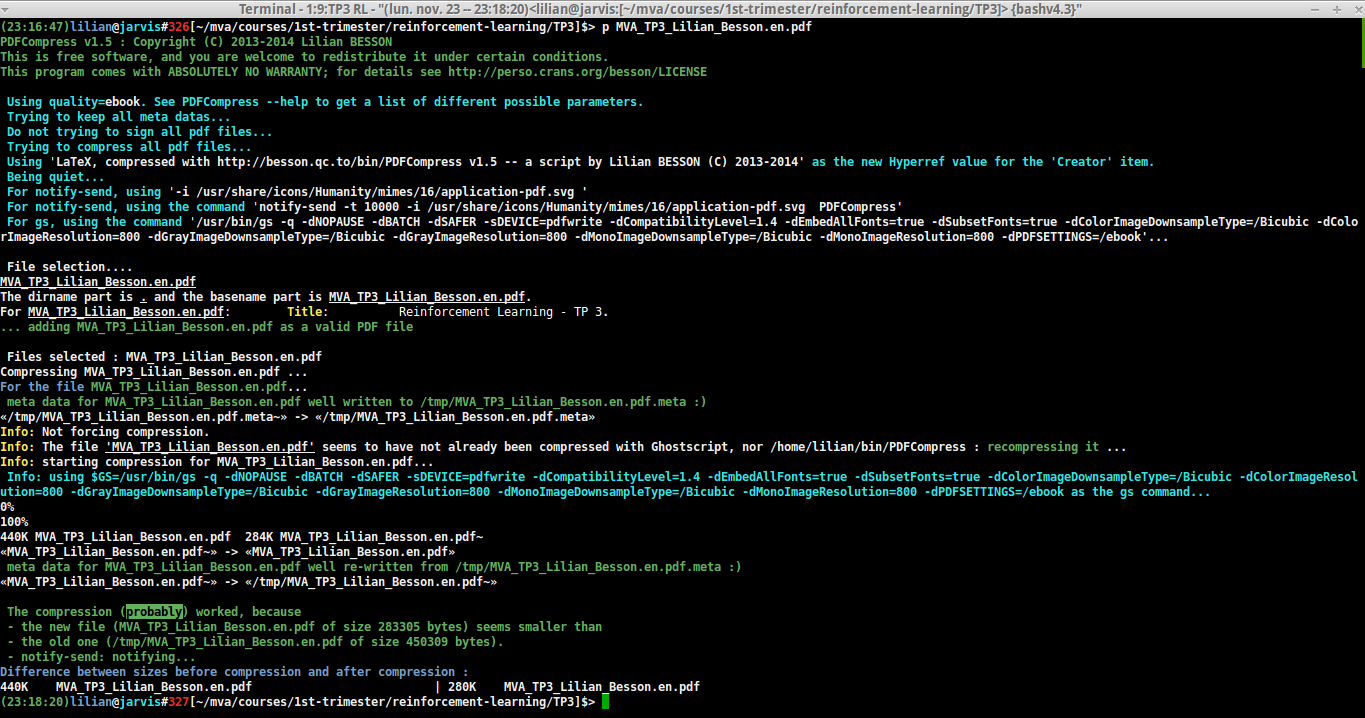 Terminal - 1:9:TP3 RL - "(lun. nov. 23 -- 23:18:20)<lilian@jarvis:[~/mva/courses/1st-trimester/reinforcement-learning/TP3]> {bashv4.3}"
(23:16:47)lilian@jarvis#326[~/mva/courses/1st-trimester/reinforcement-learning/TP3]$> p MVA_TP3_Lilian_Besson.en.pdf
PDFCompress v1.5 : Copyright (C) 2013-2014 Lilian BESSON
This is free software, and you are welcome to redistribute it under certain conditions.
This program comes with ABSOLUTELY NO WARRANTY; for details see http://perso.crans.org/besson/LICENSE
Using quality=ebook. See PDFCompress --help to get a list of different possible parameters.
Trying to keep all meta datas...
Do not trying to sign all pdf files...
Trying to compress all pdf files...
Using 'LaTeX, compressed with http://besson.qc.to/bin/PDFCompress v1.5 -- a script by Lilian BESSON (C) 2013-2014' as the new Hyperref value for the 'Creator' item.
Being quiet...
For notify-send, using '-i /usr/share/icons/Humanity/mimes/16/application-pdf.svg '
For notify-send, using the command 'notify-send -t 10000 -i /usr/share/icons/Humanity/mimes/16/application-pdf.svg  PDFCompress'
For gs, using the command '/usr/bin/gs -q -dNOPAUSE -dBATCH -dSAFER -sDEVICE=pdfwrite -dCompatibilityLevel=1.4 -dEmbedAllFonts=true -dSubsetFonts=true -dColorImageDownsampleType=/Bicubic -dColo
rImageResolution=800 -dGrayImageDownsampleType=/Bicubic -dGrayImageResolution=800 -dMonoImageDownsampleType=/Bicubic -dMonoImageResolution=800 -dPDFSETTINGS=/ebook'...
File selection....
MVA_TP3_Lilian_Besson.en.pdf
The dirname part is . and the basename part is MVA_TP3_Lilian_Besson.en.pdf.
For MVA_TP3_Lilian_Besson.en.pdf:        Title:          Reinforcement Learning - TP 3.
... adding MVA_TP3_Lilian_Besson.en.pdf as a valid PDF file
Files selected : MVA_TP3_Lilian_Besson.en.pdf
Compressing MVA_TP3_Lilian_Besson.en.pdf ...
For the file MVA_TP3_Lilian_Besson.en.pdf...
meta data for MVA_TP3_Lilian_Besson.en.pdf well written to /tmp/MVA_TP3_Lilian_Besson.en.pdf.meta :)
«/tmp/MVA_TP3_Lilian_Besson.en.pdf.meta~» -> «/tmp/MVA_TP3_Lilian_Besson.en.pdf.meta»
Info: Not forcing compression.
Info: The file 'MVA_TP3_Lilian_Besson.en.pdf' seems to have not already been compressed with Ghostscript, nor /home/lilian/bin/PDFCompress : recompressing it ...
Info: starting compression for MVA_TP3_Lilian_Besson.en.pdf...
Info: using $GS=/usr/bin/gs -q -dNOPAUSE -dBATCH -dSAFER -sDEVICE=pdfwrite -dCompatibilityLevel=1.4 -dEmbedAllFonts=true -dSubsetFonts=true -dColorImageDownsampleType=/Bicubic -dColorImageResol
ution=800 -dGrayImageDownsampleType=/Bicubic -dGrayImageResolution=800 -dMonoImageDownsampleType=/Bicubic -dMonoImageResolution=800 -dPDFSETTINGS=/ebook as the gs command...
0%
100%
440K MVA_TP3_Lilian_Besson.en.pdf  284K MVA_TP3_Lilian_Besson.en.pdf~
«MVA_TP3_Lilian_Besson.en.pdf~» -> «MVA_TP3_Lilian_Besson.en.pdf»
meta data for MVA_TP3_Lilian_Besson.en.pdf well re-written from /tmp/MVA_TP3_Lilian_Besson.en.pdf.meta :)
«MVA_TP3_Lilian_Besson.en.pdf~» -> «/tmp/MVA_TP3_Lilian_Besson.en.pdf~»
The compression (probably) worked, because
- the new file (MVA_TP3_Lilian_Besson.en.pdf of size 283305 bytes) seems smaller than
- the old one (/tmp/MVA_TP3_Lilian_Besson.en.pdf of size 450309 bytes).
- notify-send: notifying...
Difference between sizes before compression and after compression :
440K    MVA_TP3_Lilian_Besson.en.pdf                          | 280K    MVA_TP3_Lilian_Besson.en.pdf
(23:18:20)lilian@jarvis#327[~/mva/courses/1st-trimester/reinforcement-learning/TP3]$>